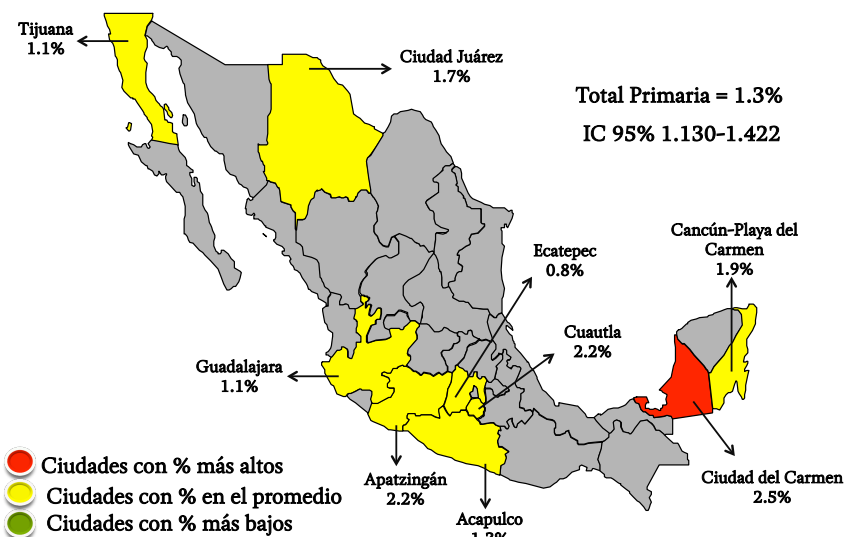 Tijuana
1.1%
Ciudad Juárez
1.7%
Total Primaria = 1.3%
IC 95% 1.130-1.422
Cancún-Playa del
Carmen
1.9%
Ecatepec
0.8%
Cuautla
2.2%
Guadalajara
1.1%
Ciudades con % más altos
Ciudades con % en el promedio
Ciudades con % más bajos
Apatzingán
2.2%
Acapulco
Ciudad del Carmen
2.5%